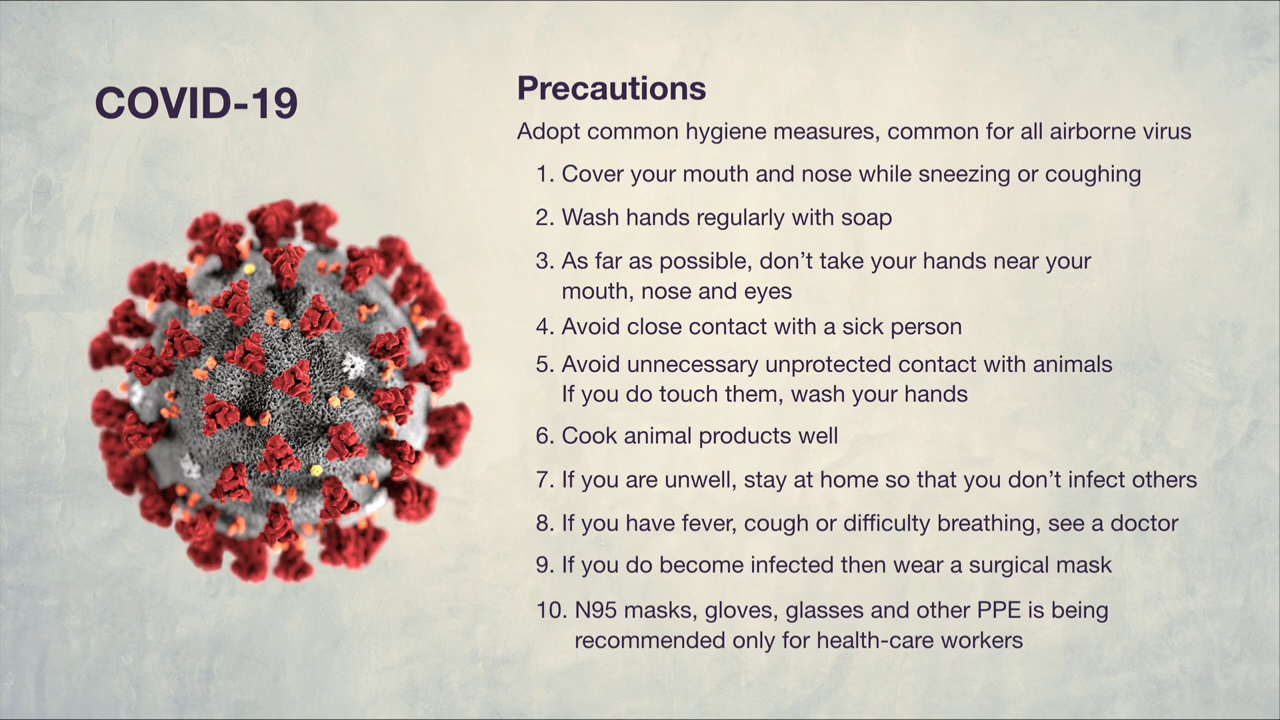 COVID-19
Precautions
Adopt common hygiene measures, common for all airborne virus
1. Cover your mouth and nose while sneezing or coughing
2. Wash hands regularly with soap
3. As far as possible, don’t take your hands near your
mouth, nose and eyes
4. Avoid close contact with a sick person
5. Avoid unnecessary unprotected contact with animals
If you do touch them, wash your hands
6. Cook animal products well
7. If you are unwell, stay at home so that you don’t infect others
8. If you have fever, cough or difficulty breathing, see a doctor
9. If you do become infected then wear a surgical mask
10. N95 masks, gloves, glasses and other PPE is being
recommended only for health-care workers